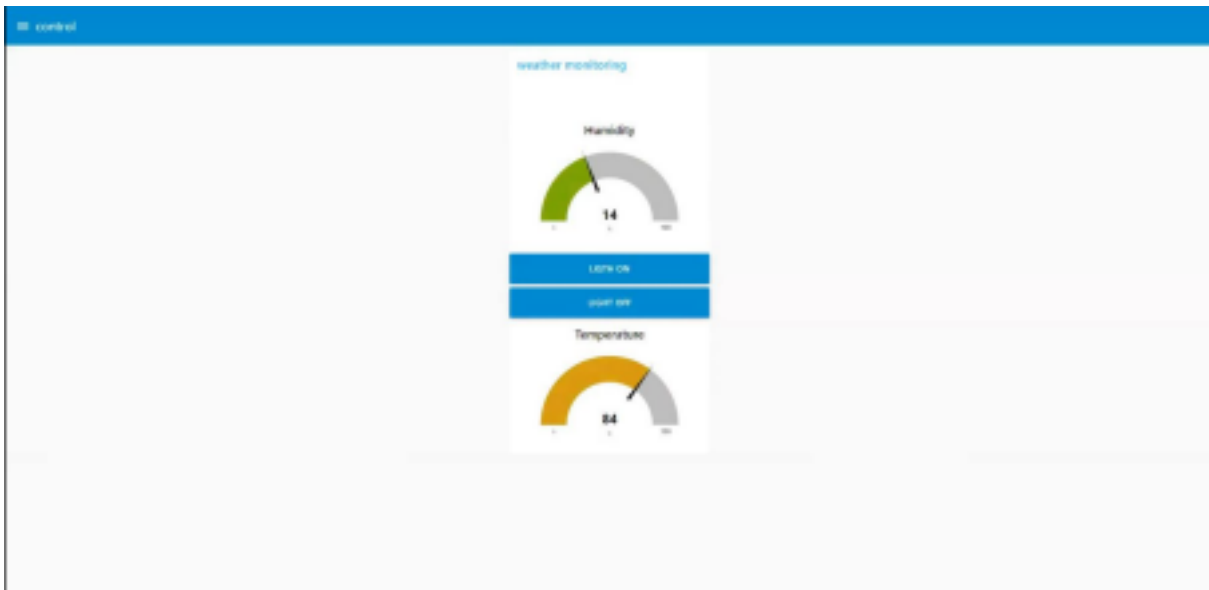 control
weather monitoring
Humidity
14
LIGTH ON
LIGHT OFF
Temperature
84